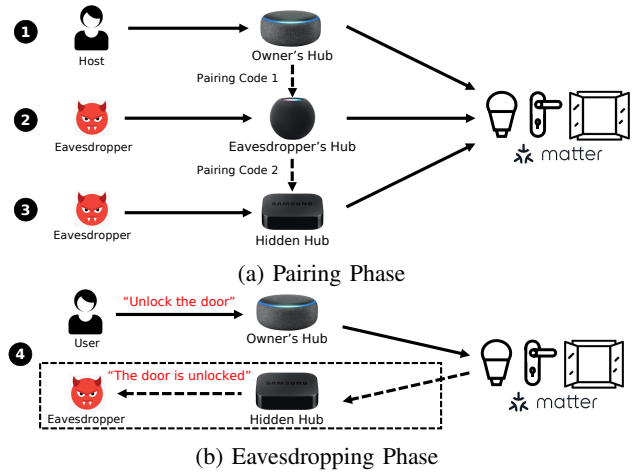 1
Host
Owner's Hub
Pairing Code 1
2
Eavesdropper
Eavesdropper's Hub
matter
Pairing Code 2
3
SAMSUNG
Eavesdropper
Hidden Hub
(a) Pairing Phase
"Unlock the door"
User
Owner's Hub
4
"The door is unlocked"
SAMSUNG
matter
Eavesdropper
Hidden Hub
(b) Eavesdropping Phase